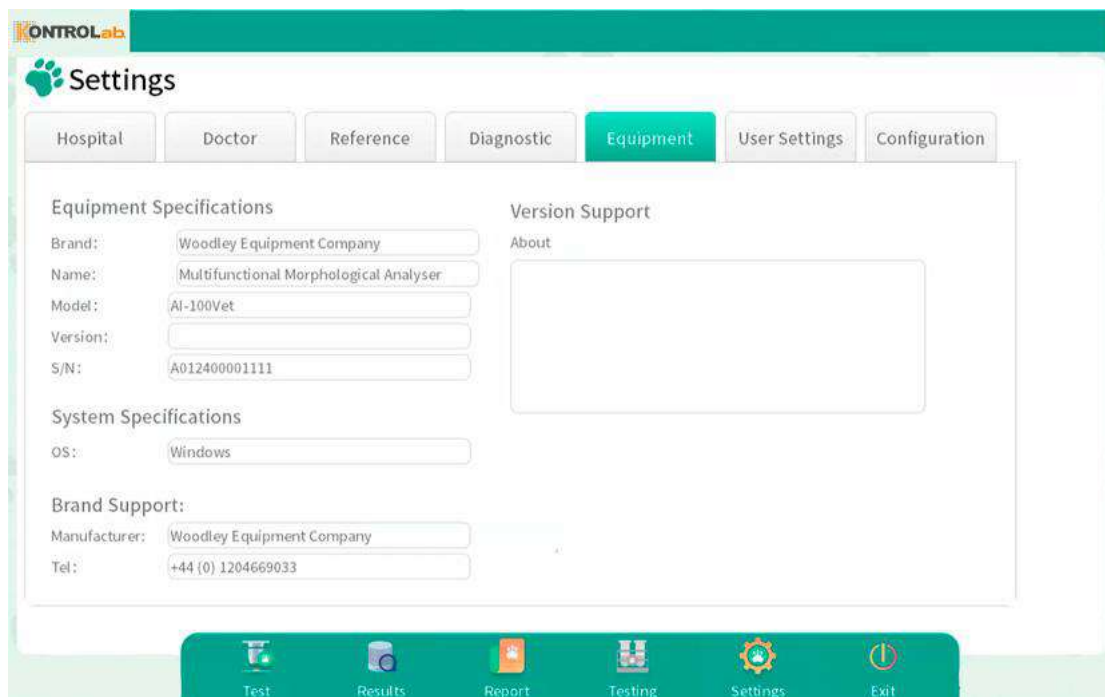 KONTROLab
Settings
Hospital Doctor Reference Diagnostic Equipment User Settings Configuration
Equipment Specifications
Brand: Woodley Equipment Company
Name: Multifunctional Morphological Analyser
Model: AI-100Vet
Version:
S/N: A012400001111
System Specifications
OS: Windows
Brand Support:
Manufacturer: Woodley Equipment Company
Tel: +44 (0) 1204669033
Version Support
About
Test Results Report Testing Settings Exit